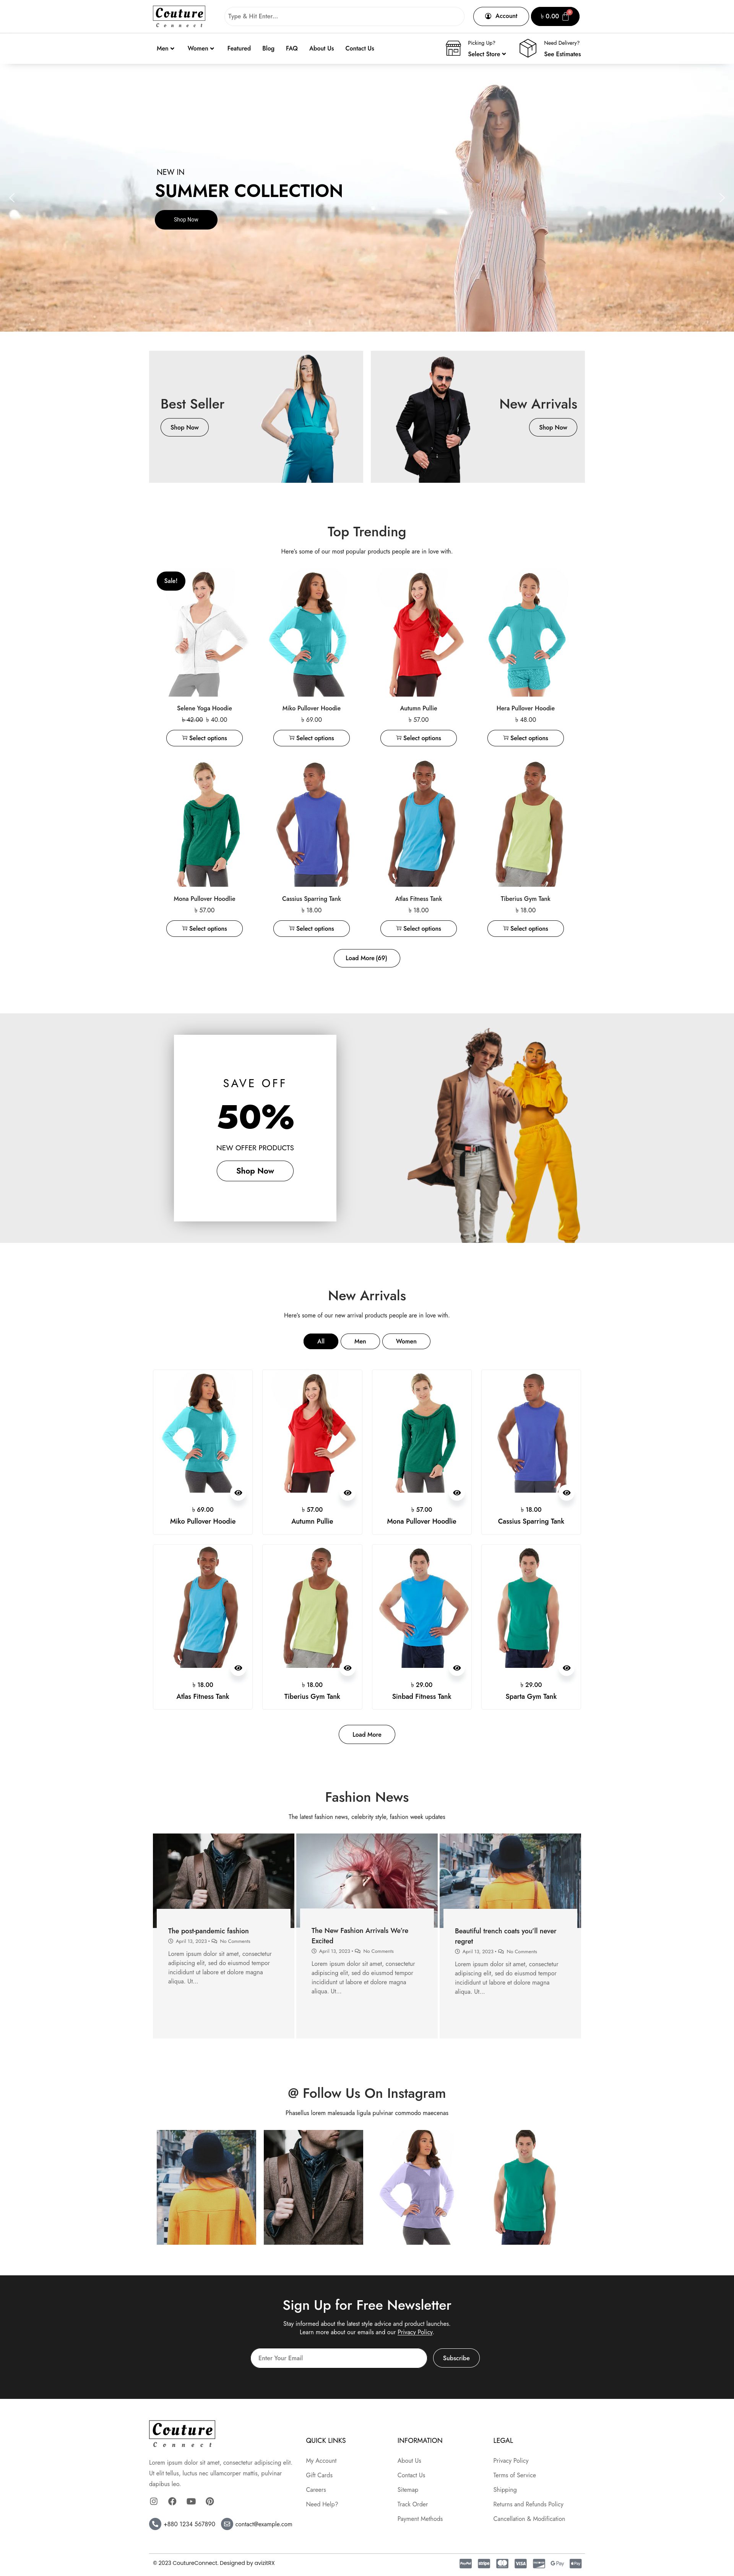 Couture
Connect
Type & Hit Enter...
Account
৳ 0.00
Men
Women
Featured
Blog
FAQ
About Us
Contact Us
Picking Up?
Select Store
Need Delivery?
See Estimates
NEW IN
SUMMER COLLECTION
Shop Now
Best Seller
Shop Now
New Arrivals
Shop Now
Top Trending
Here's some of our most popular products people are in love with.
Sale!
Selene Yoga Hoodie
৳ 42.00 ৳ 40.00
Select options
Miko Pullover Hoodie
৳ 69.00
Select options
Autumn Pullie
৳ 57.00
Select options
Hera Pullover Hoodie
৳ 48.00
Select options
Mona Pullover Hoodlie
৳ 57.00
Select options
Cassius Sparring Tank
৳ 18.00
Select options
Atlas Fitness Tank
৳ 18.00
Select options
Tiberius Gym Tank
৳ 18.00
Select options
Load More (69)
SAVE OFF
50%
NEW OFFER PRODUCTS
Shop Now
New Arrivals
Here's some of our new arrival products people are in love with.
All
Men
Women
৳ 69.00
Miko Pullover Hoodie
৳ 57.00
Autumn Pullie
৳ 57.00
Mona Pullover Hoodlie
৳ 18.00
Cassius Sparring Tank
৳ 18.00
Atlas Fitness Tank
৳ 18.00
Tiberius Gym Tank
৳ 29.00
Sinbad Fitness Tank
৳ 29.00
Sparta Gym Tank
Load More
Fashion News
The latest fashion news, celebrity style, fashion week updates
The post-pandemic fashion
April 13, 2023 • No Comments
Lorem ipsum dolor sit amet, consectetur
adipiscing elit, sed do eiusmod tempor
incididunt ut labore et dolore magna
aliqua. Ut...
The New Fashion Arrivals We're
Excited
April 13, 2023 • No Comments
Lorem ipsum dolor sit amet, consectetur
adipiscing elit, sed do eiusmod tempor
incididunt ut labore et dolore magna
aliqua. Ut...
Beautiful trench coats you'll never
regret
April 13, 2023 • No Comments
Lorem ipsum dolor sit amet, consectetur
adipiscing elit, sed do eiusmod tempor
incididunt ut labore et dolore magna
aliqua. Ut...
@ Follow Us On Instagram
Phasellus lorem malesuada ligula pulvinar commodo maecenas
Sign Up for Free Newsletter
Stay informed about the latest style advice and product launches.
Learn more about our emails and our Privacy Policy.
Enter Your Email
Subscribe
Couture
Connect
Lorem ipsum dolor sit amet, consectetur adipiscing elit.
Ut elit tellus, luctus nec ullamcorper mattis, pulvinar
dapibus leo.
+880 1234 567890
contact@example.com
QUICK LINKS
My Account
Gift Cards
Careers
Need Help?
INFORMATION
About Us
Contact Us
Sitemap
Track Order
Payment Methods
LEGAL
Privacy Policy
Terms of Service
Shipping
Returns and Refunds Policy
Cancellation & Modification
© 2023 CoutureConnect. Designed by avizitRX
PayPal
stripe
VISA
G Pay